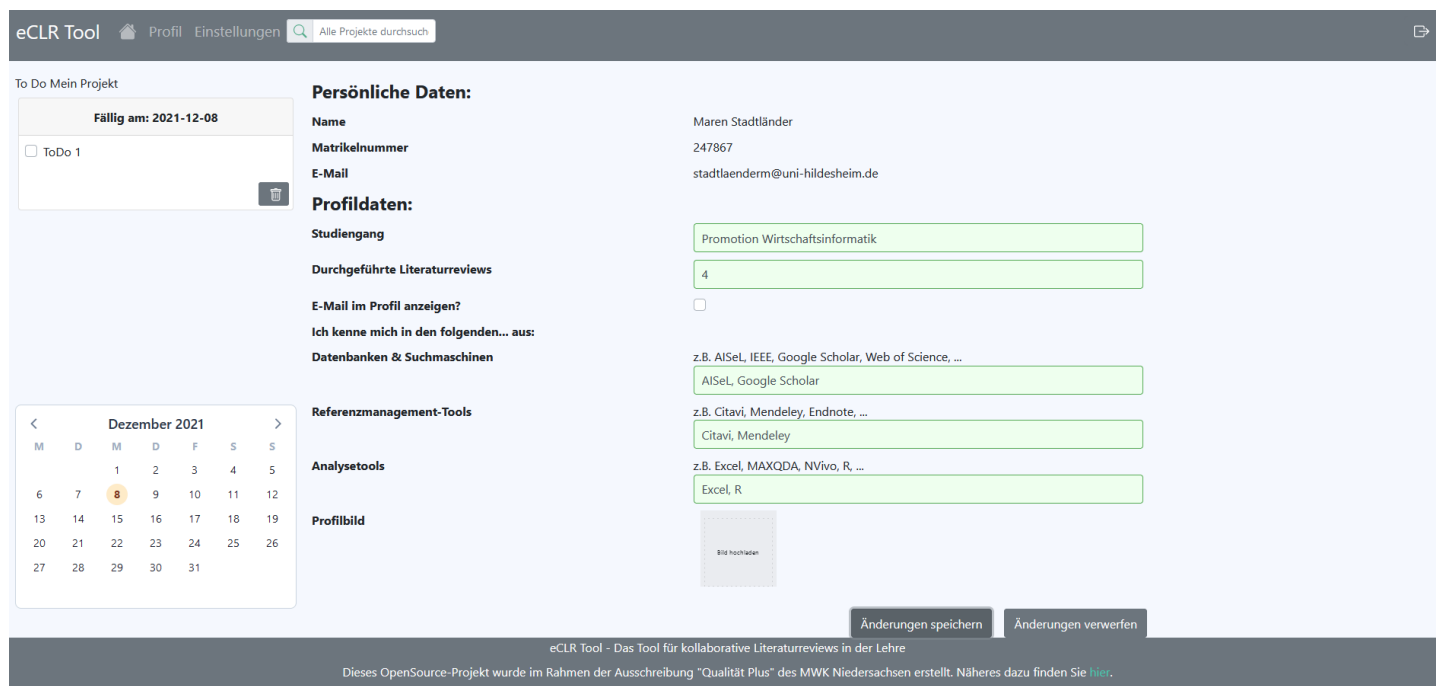 eCLR Tool Profil Einstellungen Alle Projekte durchsuch
To Do Mein Projekt
Fällig am: 2021-12-08
ToDo 1
Dezember 2021
M D M D F S S
1 2 3 4 5
6 7 8 9 10 11 12
13 14 15 16 17 18 19
20 21 22 23 24 25 26
27 28 29 30 31
Persönliche Daten:
Name Maren Stadtländer
Matrikelnummer 247867
E-Mail stadtlaenderm@uni-hildesheim.de
Profildaten:
Studiengang Promotion Wirtschaftsinformatik
Durchgeführte Literaturreviews 4
E-Mail im Profil anzeigen?
Ich kenne mich in den folgenden... aus:
Datenbanken & Suchmaschinen z.B. AISeL, IEEE, Google Scholar, Web of Science, ...
AISeL, Google Scholar
Referenzmanagement-Tools z.B. Citavi, Mendeley, Endnote, ...
Citavi, Mendeley
Analysetools z.B. Excel, MAXQDA, NVivo, R, ...
Excel, R
Profilbild
Bild hochladen
Änderungen speichern Änderungen verwerfen
eCLR Tool - Das Tool für kollaborative Literaturreviews in der Lehre
Dieses OpenSource-Projekt wurde im Rahmen der Ausschreibung "Qualität Plus" des MWK Niedersachsen erstellt. Näheres dazu finden Sie hier.